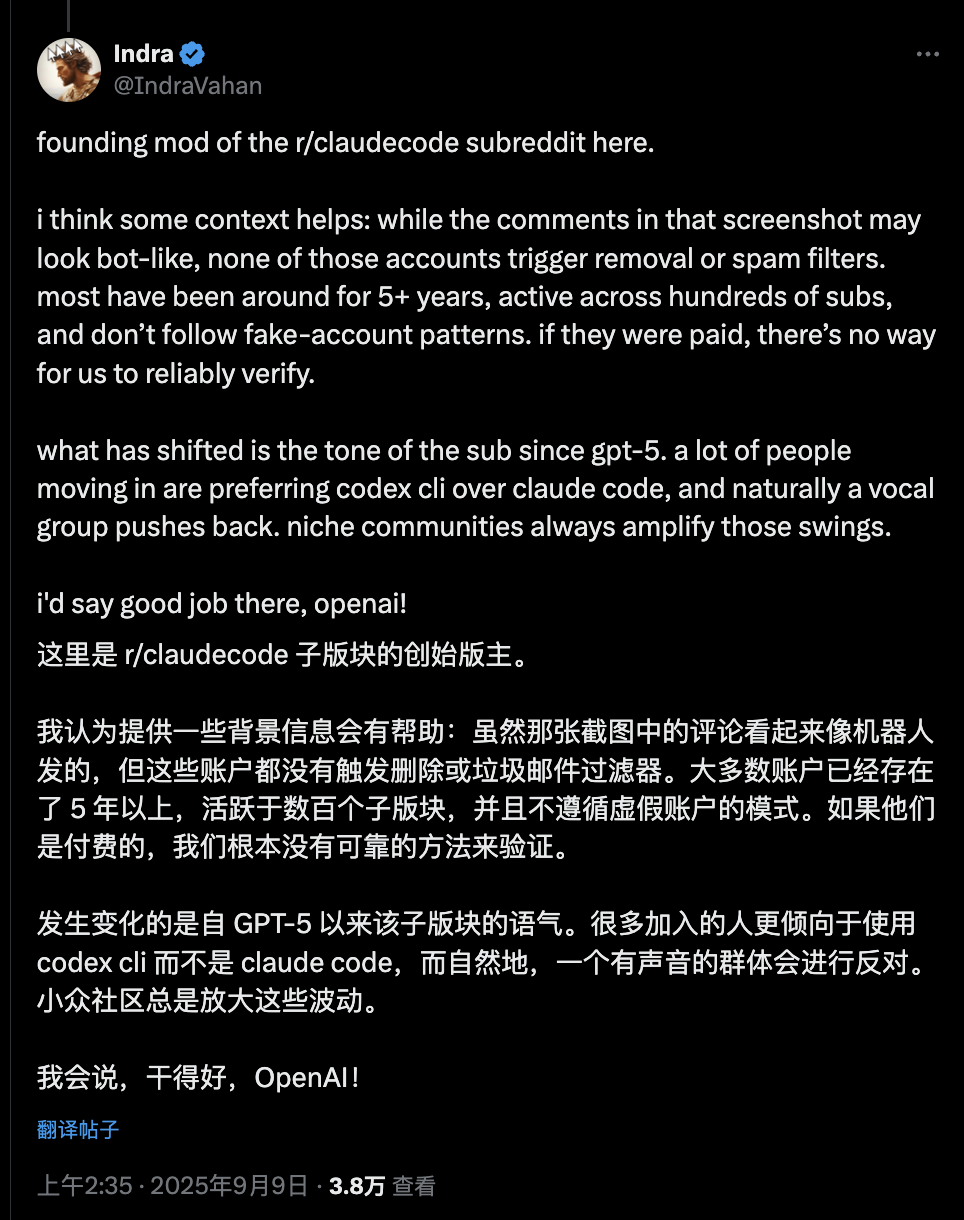 Indra
@IndraVahan
founding mod of the r/claudecode subreddit here.
i think some context helps: while the comments in that screenshot may
look bot-like, none of those accounts trigger removal or spam filters.
most have been around for 5+ years, active across hundreds of subs,
and don’t follow fake-account patterns. if they were paid, there’s no way
for us to reliably verify.
what has shifted is the tone of the sub since gpt-5. a lot of people
moving in are preferring codex cli over claude code, and naturally a vocal
group pushes back. niche communities always amplify those swings.
i'd say good job there, openai!
这里是 r/claudecode 子版块的创始版主。
我认为提供一些背景信息会有帮助：虽然那张截图中的评论看起来像机器人
发的，但这些账户都没有触发删除或垃圾邮件过滤器。大多数账户已经存在
了 5 年以上，活跃于数百个子版块，并且不遵循虚假账户的模式。如果他们
是付费的，我们根本没有可靠的方法来验证。
发生变化的是自 GPT-5 以来该子版块的语气。很多加入的人更倾向于使用
codex cli 而不是 claude code，而自然地，一个有声音的群体会进行反对。
小众社区总是放大这些波动。
我会说，干得好，OpenAI！
翻译帖子
上午2:35 · 2025年9月9日 · 3.8万 查看